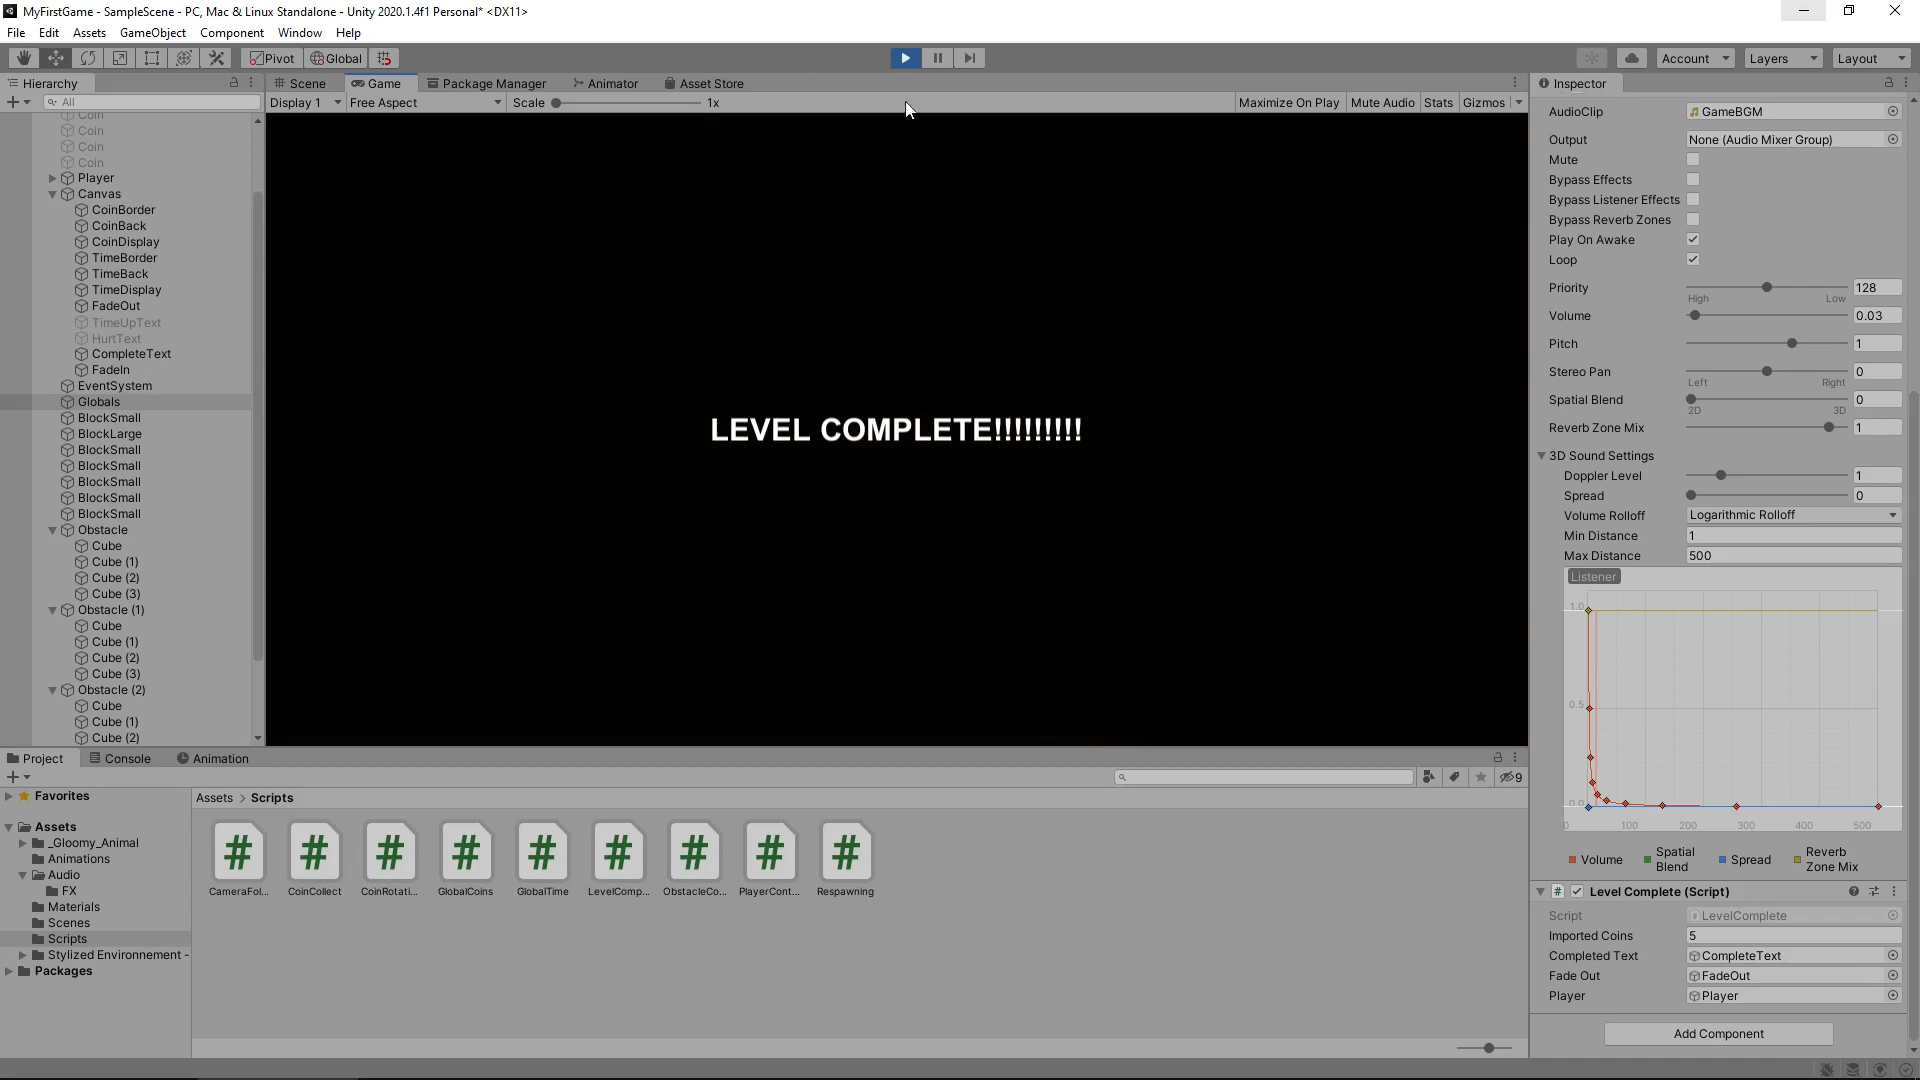 MyFirstGame - SampleScene - PC, Mac & Linux Standalone - Unity 2020.1.4f1 Personal* <DX11>
File Edit Assets GameObject Component Window Help
Pivot Global Account Layers Layout
Hierarchy
All
Coin
Coin
Coin
Coin
Player
Canvas
CoinBorder
CoinBack
CoinDisplay
TimeBorder
TimeBack
TimeDisplay
FadeOut
TimeUpText
HurtText
CompleteText
FadeIn
EventSystem
Globals
BlockSmall
BlockLarge
BlockSmall
BlockSmall
BlockSmall
BlockSmall
BlockSmall
Obstacle
Cube
Cube (1)
Cube (2)
Cube (3)
Obstacle (1)
Cube
Cube (1)
Cube (2)
Cube (3)
Obstacle (2)
Cube
Cube (1)
Cube (2)
Scene Game Package Manager Animator Asset Store
Display 1 Free Aspect Scale 1x Maximize On Play Mute Audio Stats Gizmos
LEVEL COMPLETE!!!!!!!!!
Inspector
AudioClip GameBGM
Output None (Audio Mixer Group)
Mute
Bypass Effects
Bypass Listener Effects
Bypass Reverb Zones
Play On Awake
Loop
Priority 128
High Low
Volume 0.03
Pitch 1
Stereo Pan 0
Left Right
Spatial Blend 0
2D 3D
Reverb Zone Mix 1
3D Sound Settings
Doppler Level 1
Spread 0
Volume Rolloff Logarithmic Rolloff
Min Distance 1
Max Distance 500
Listener
1.0
0.5
0.0
0 100 200 300 400 500
Volume Spatial Blend Spread Reverb Zone Mix
# Level Complete (Script)
Script LevelComplete
Imported Coins 5
Completed Text CompleteText
Fade Out FadeOut
Player Player
Add Component
Project Console Animation
9
Favorites
Assets
_Gloomy_Animal
Animations
Audio
FX
Materials
Scenes
Scripts
Stylized Environnement -
Packages
Assets > Scripts
# # # # # # # # #
CameraFol... CoinCollect CoinRotati... GlobalCoins GlobalTime LevelComp... ObstacleCo... PlayerCont... Respawning